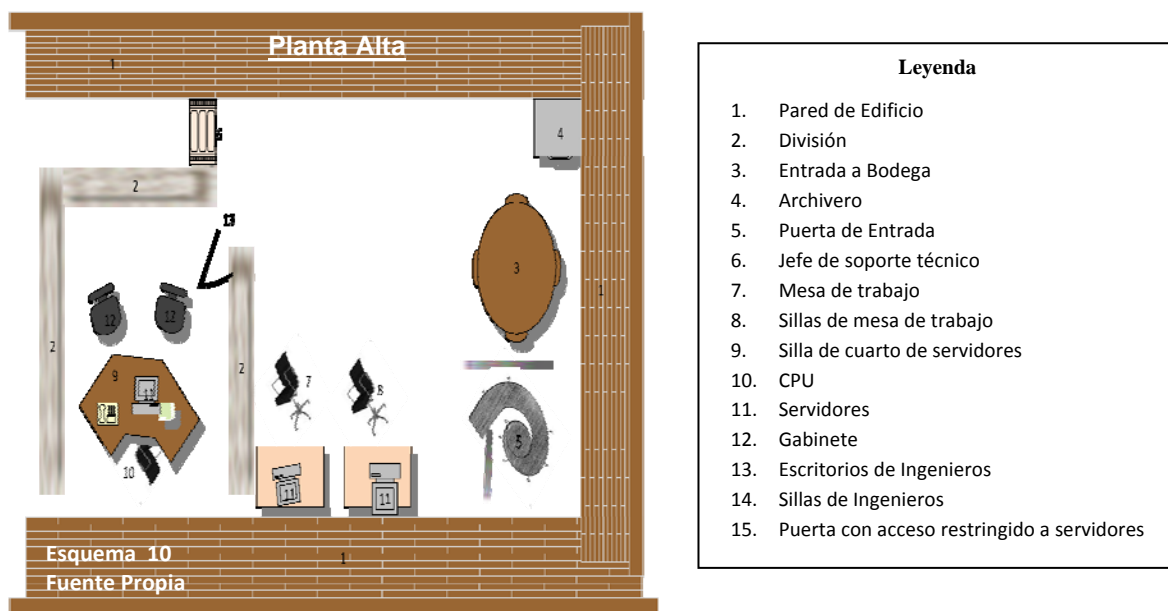 Planta Alta
1
4
2
13
3
1
12
12
2
2
9
11
7
8
5
10
11
11
1
Esquema 10
Fuente Propia
Leyenda
1. Pared de Edificio
2. División
3. Entrada a Bodega
4. Archivero
5. Puerta de Entrada
6. Jefe de soporte técnico
7. Mesa de trabajo
8. Sillas de mesa de trabajo
9. Silla de cuarto de servidores
10. CPU
11. Servidores
12. Gabinete
13. Escritorios de Ingenieros
14. Sillas de Ingenieros
15. Puerta con acceso restringido a servidores